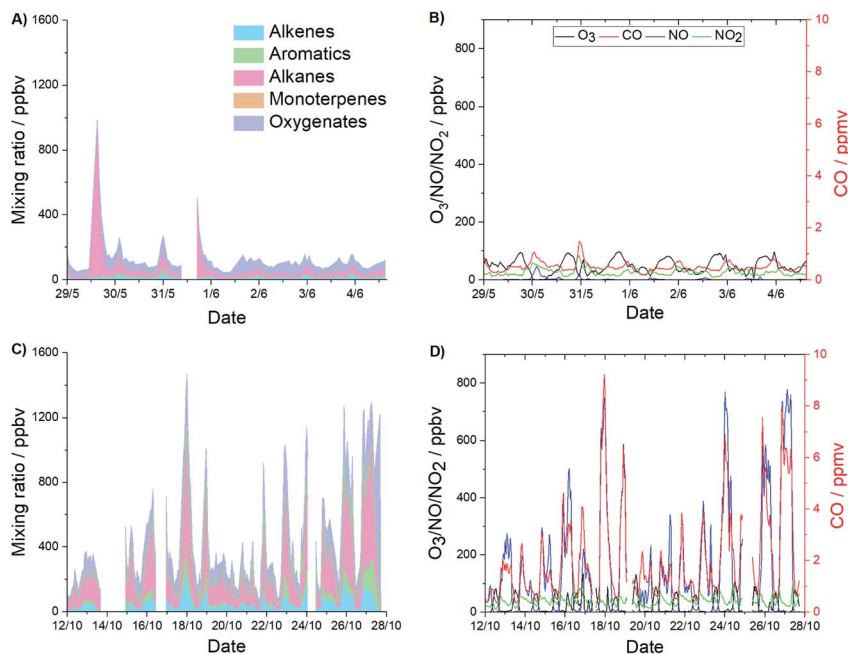 A)
1600
1200
800
400
0
Mixing ratio / ppbv
Alkenes
Aromatics
Alkanes
Monoterpenes
Oxygenates
29/5 30/5 31/5 1/6 2/6 3/6 4/6
Date
B)
O3 CO NO NO2
800
600
400
200
0
O3/NO/NO2 / ppbv
10
8
6
4
2
0
CO / ppmv
29/5 30/5 31/5 1/6 2/6 3/6 4/6
Date
C)
1600
1200
800
400
0
Mixing ratio / ppbv
12/10 14/10 16/10 18/10 20/10 22/10 24/10 26/10 28/10
Date
D)
800
600
400
200
0
O3/NO/NO2 / ppbv
10
8
6
4
2
0
CO / ppmv
12/10 14/10 16/10 18/10 20/10 22/10 24/10 26/10 28/10
Date